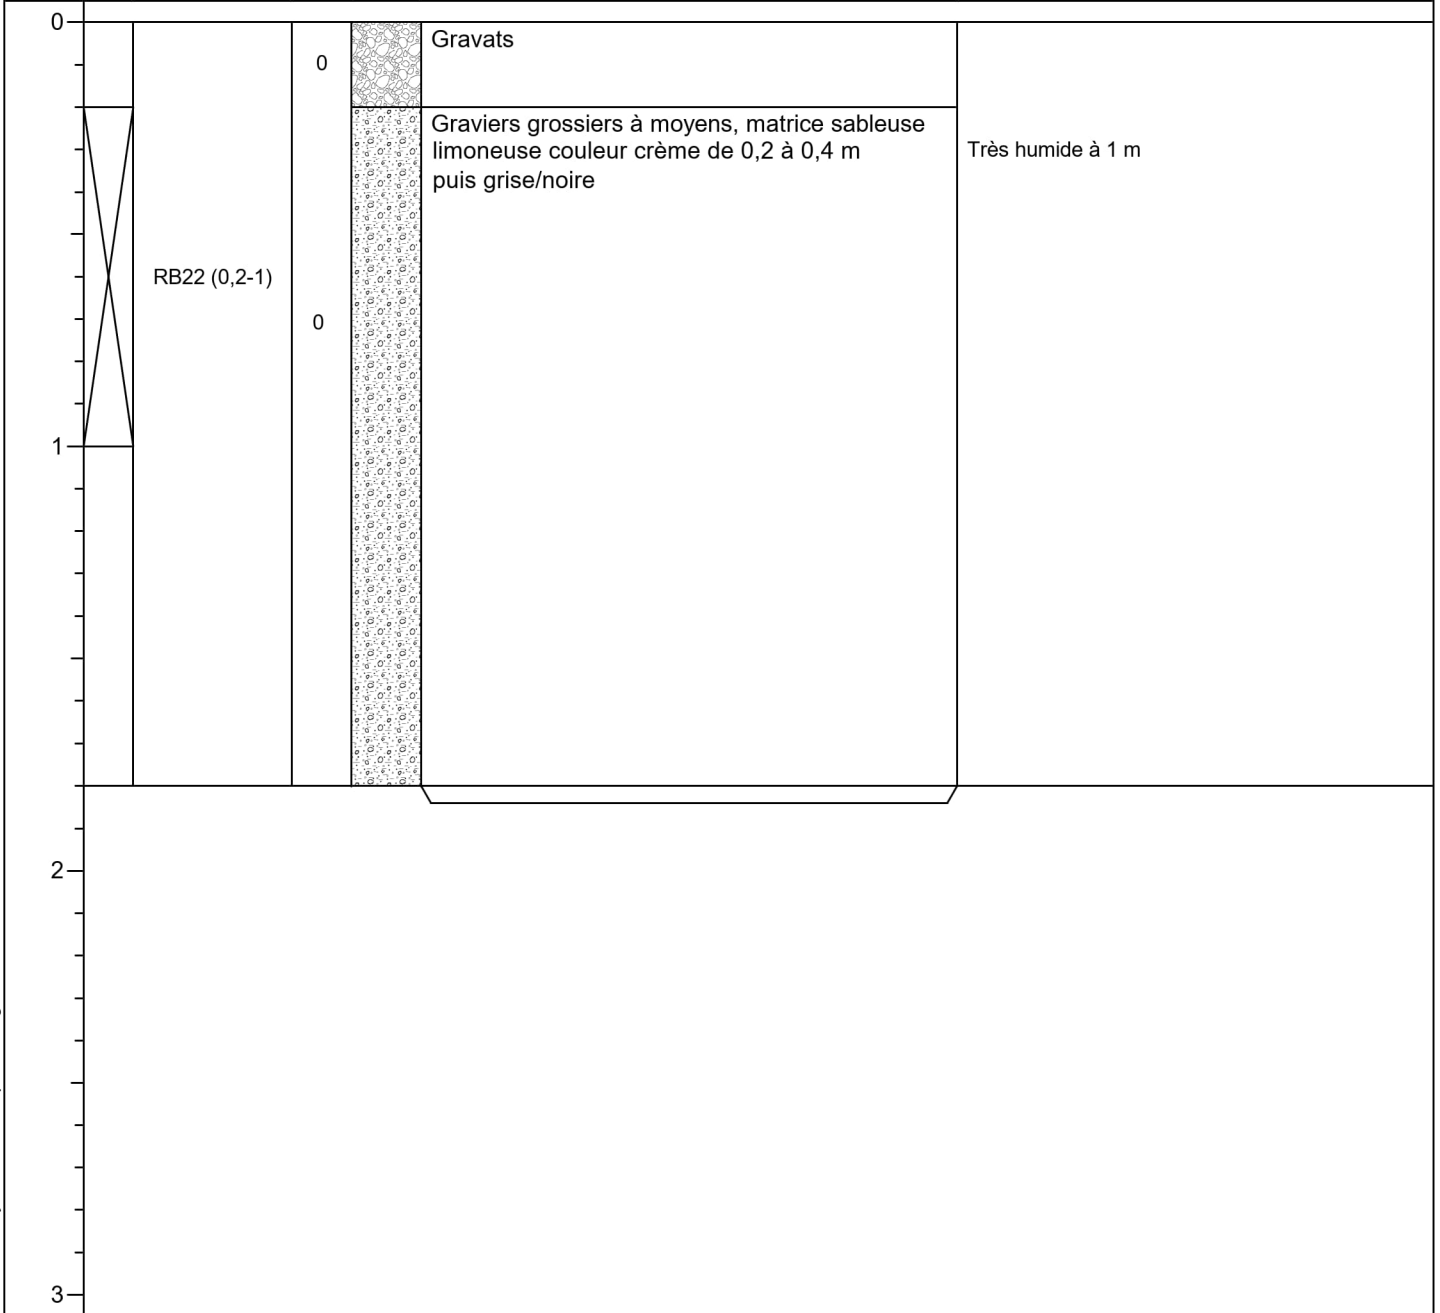 0
Gravats
0
Graviers grossiers à moyens, matrice sableuse
limoneuse couleur crème de 0,2 à 0,4 m
puis grise/noire
Très humide à 1 m
RB22 (0,2-1)
0
1
2
3